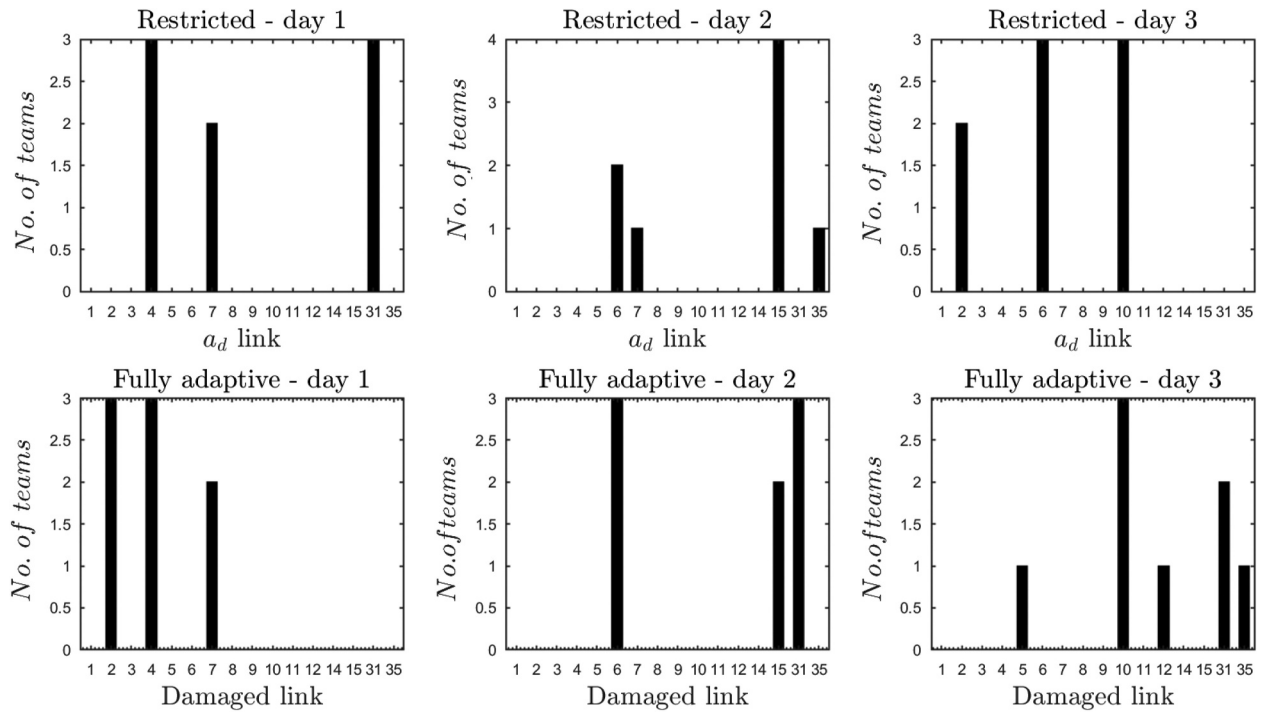 Restricted - day 1
3
2.5
2
1.5
1
0.5
0
No. of teams
1 2 3 4 5 6 7 8 9 10 11 12 14 15 31 35
a_d link
Restricted - day 2
4
3
2
1
0
No. of teams
1 2 3 4 5 6 7 8 9 10 11 12 14 15 31 35
a_d link
Restricted - day 3
3
2.5
2
1.5
1
0.5
0
No. of teams
1 2 3 4 5 6 7 8 9 10 11 12 14 15 31 35
a_d link
Fully adaptive - day 1
3
2.5
2
1.5
1
0.5
0
No. of teams
1 2 3 4 5 6 7 8 9 10 11 12 14 15 31 35
Damaged link
Fully adaptive - day 2
3
2.5
2
1.5
1
0.5
0
No.ofteams
1 2 3 4 5 6 7 8 9 10 11 12 14 15 31 35
Damaged link
Fully adaptive - day 3
3
2.5
2
1.5
1
0.5
0
No.ofteams
1 2 3 4 5 6 7 8 9 10 11 12 14 15 31 35
Damaged link